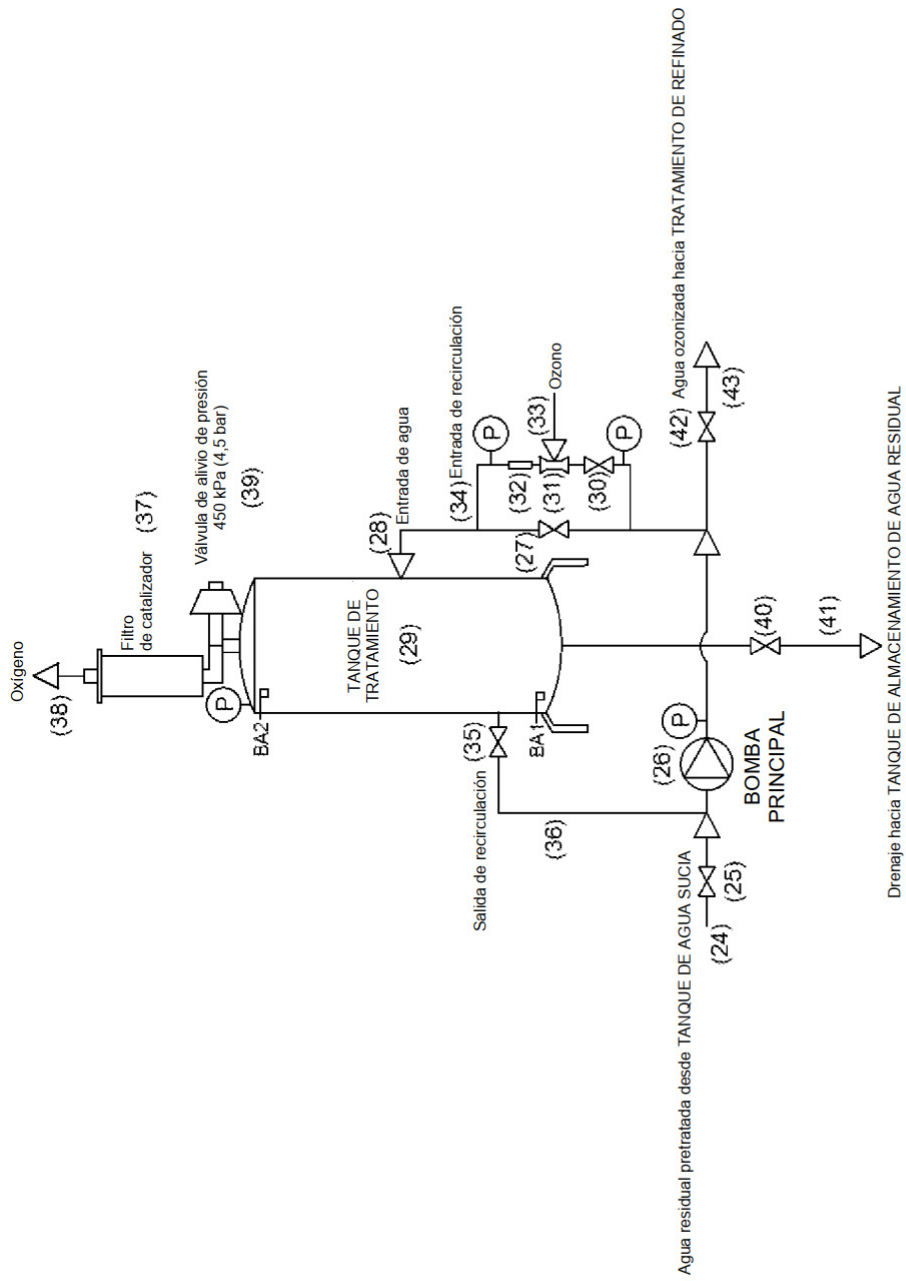 Oxígeno
(38)
Filtro
de catalizador
(37)
Válvula de alivio de presión
450 kPa (4,5 bar)
(39)
P
BA2
TANQUE DE
TRATAMIENTO
(29)
(28)
Entrada de agua
(34)
Entrada de recirculación
P
(32)
(33)
Ozono
(31)
(30)
P
(27)
Salida de recirculación
(35)
BA1
(36)
P
(26)
BOMBA
PRINCIPAL
Agua residual pretratada desde TANQUE DE AGUA SUCIA
(24)
(25)
(42)
(43)
Agua ozonizada hacia TRATAMIENTO DE REFINADO
(40)
(41)
Drenaje hacia TANQUE DE ALMACENAMIENTO DE AGUA RESIDUAL